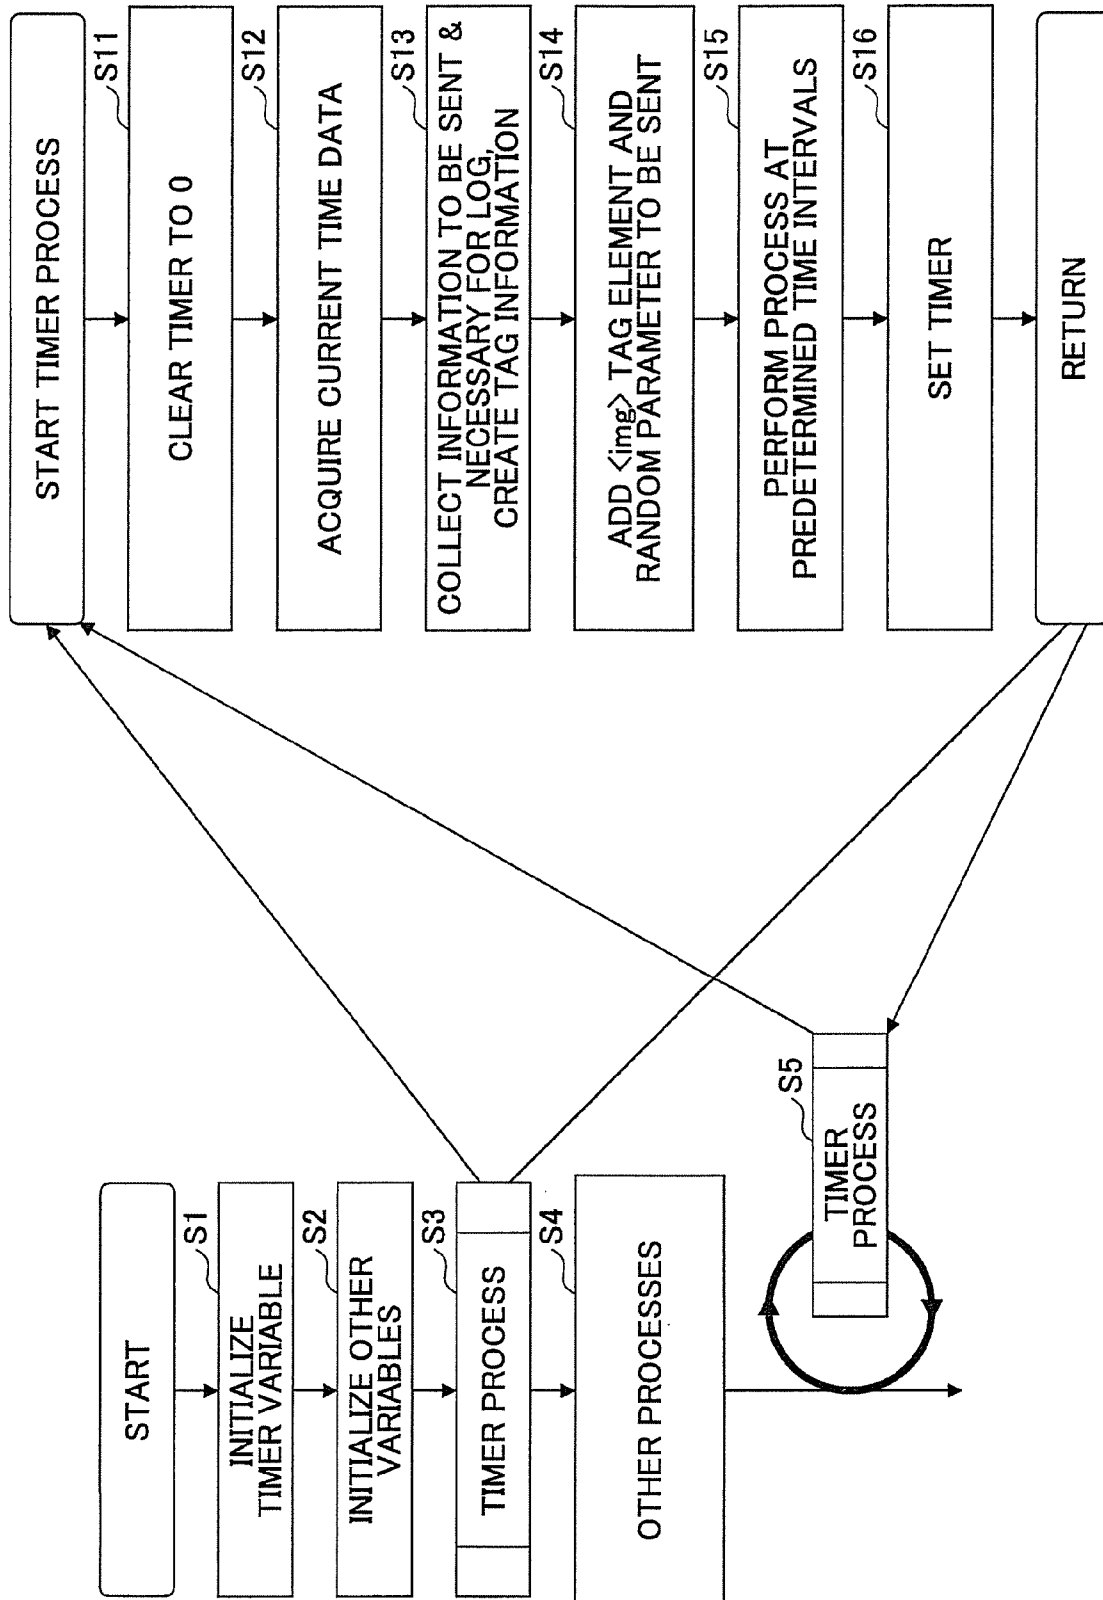 START
S1
INITIALIZE
TIMER VARIABLE
S2
INITIALIZE OTHER
VARIABLES
S3
TIMER PROCESS
S4
OTHER PROCESSES
S5
TIMER
PROCESS
START TIMER PROCESS
S11
CLEAR TIMER TO 0
S12
ACQUIRE CURRENT TIME DATA
S13
COLLECT INFORMATION TO BE SENT &
NECESSARY FOR LOG,
CREATE TAG INFORMATION
S14
ADD <img> TAG ELEMENT AND
RANDOM PARAMETER TO BE SENT
S15
PERFORM PROCESS AT
PREDETERMINED TIME INTERVALS
S16
SET TIMER
RETURN